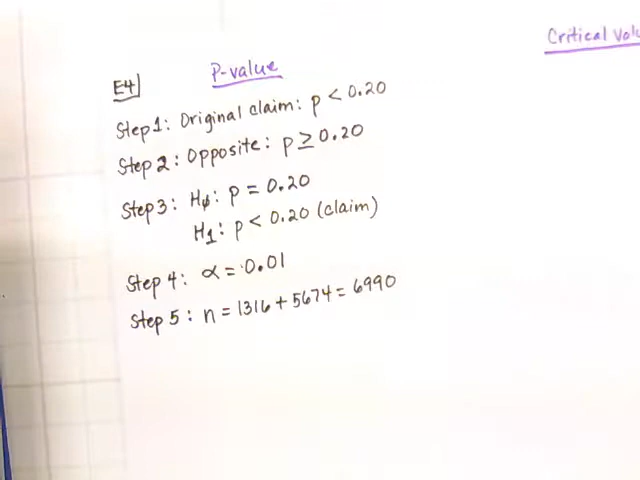 E4 P-value Critical Valu
Step 1: Original claim: p < 0.20
Step 2: Opposite: p ≥ 0.20
Step 3: H₀: p = 0.20
H₁: p < 0.20 (claim)
Step 4: α = 0.01
Step 5: n = 1316 + 5674 = 6990